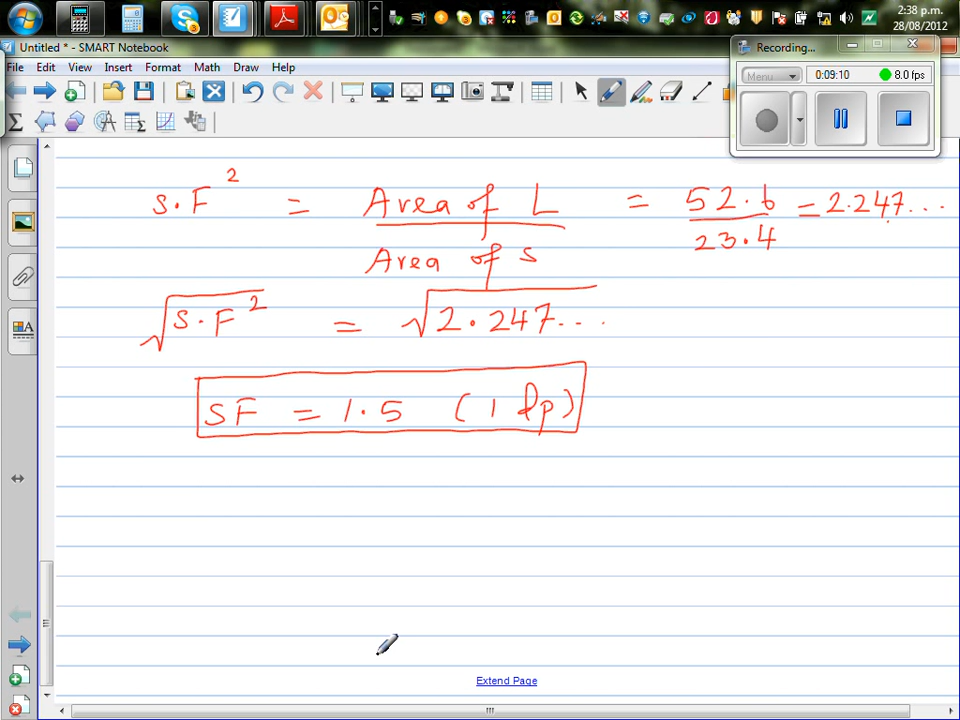 2:38 p.m.
28/08/2012
Untitled * - SMART Notebook
Recording...
File Edit View Insert Format Math Draw Help
Menu 00:09:10 8.0 fps
S.F² = Area of L = 52.6 = 2.247...
Area of s 23.4
√S.F² = √2.247...
SF = 1.5 (1 dp)
Extend Page